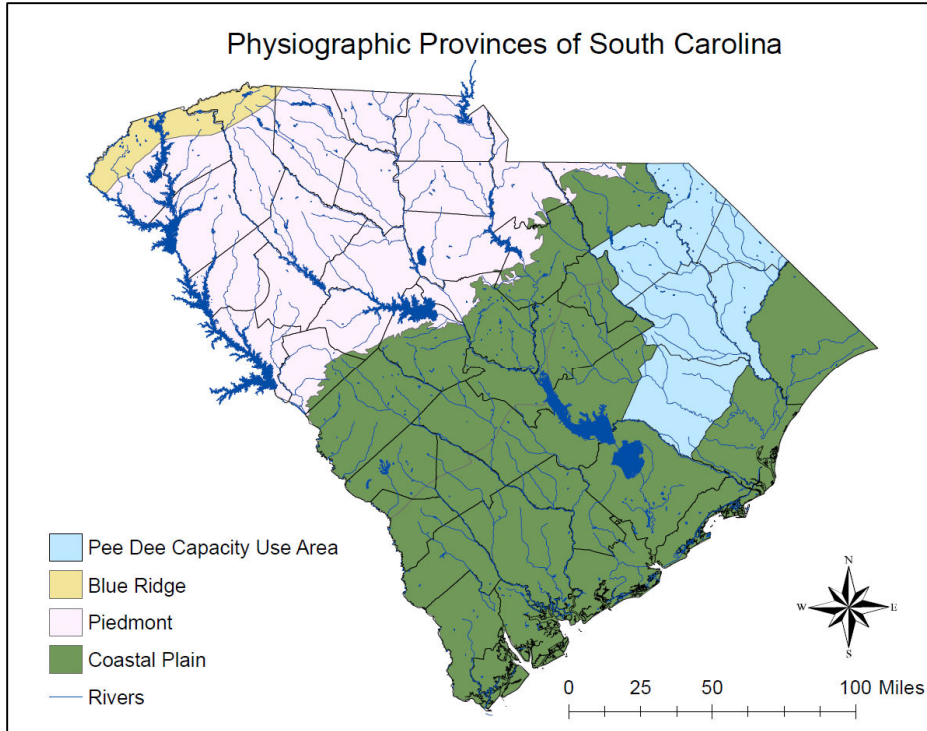 Physiographic Provinces of South Carolina
Pee Dee Capacity Use Area
Blue Ridge
Piedmont
Coastal Plain
Rivers
N
W E
S
0 25 50 100 Miles